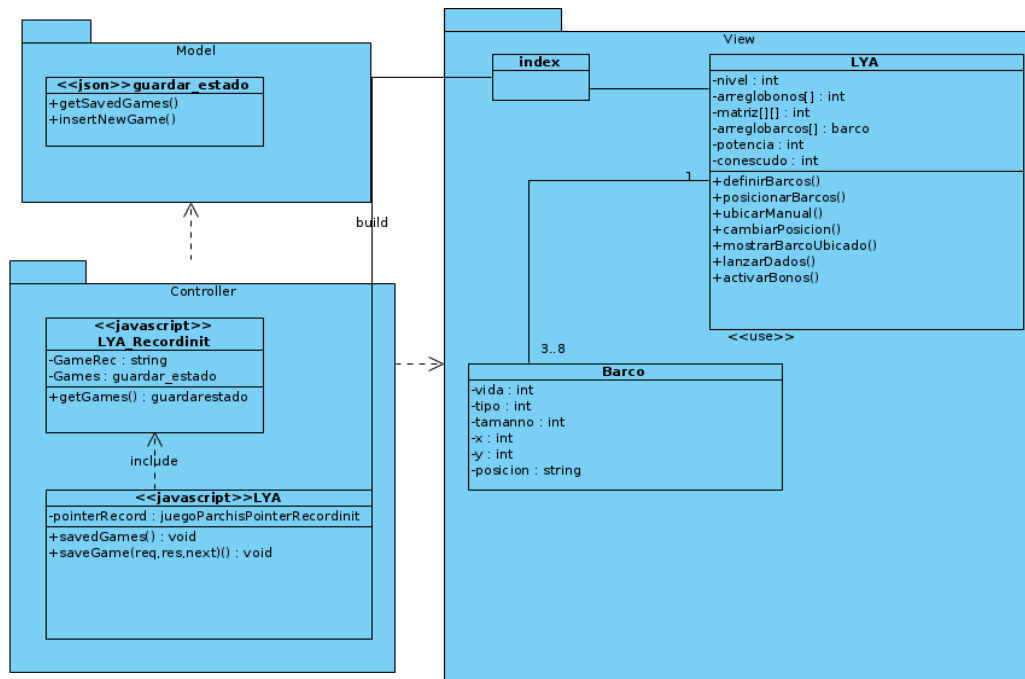 Model
<<json>>guardar_estado
+getSavedGames()
+insertNewGame()
build
Controller
<<javascript>>
LYA_Recordinit
-GameRec : string
-Games : guardar_estado
+getGames() : guardarestado
include
<<javascript>>LYA
-pointerRecord : juegoParchisPointerRecordinit
+savedGames() : void
+saveGame(req,res,next)() : void
View
index
LYA
-nivel : int
-arreglobonos[] : int
-matriz[][] : int
-arreglobarcos[] : barco
-potencia : int
-conescudo : int
+definirBarcos()
+posicionarBarcos()
+ubicarManual()
+cambiarPosicion()
+mostrarBarcoUbicado()
+lanzarDados()
+activarBonos()
1
<<use>>
3..8
Barco
-vida : int
-tipo : int
-tamanno : int
-x : int
-y : int
-posicion : string